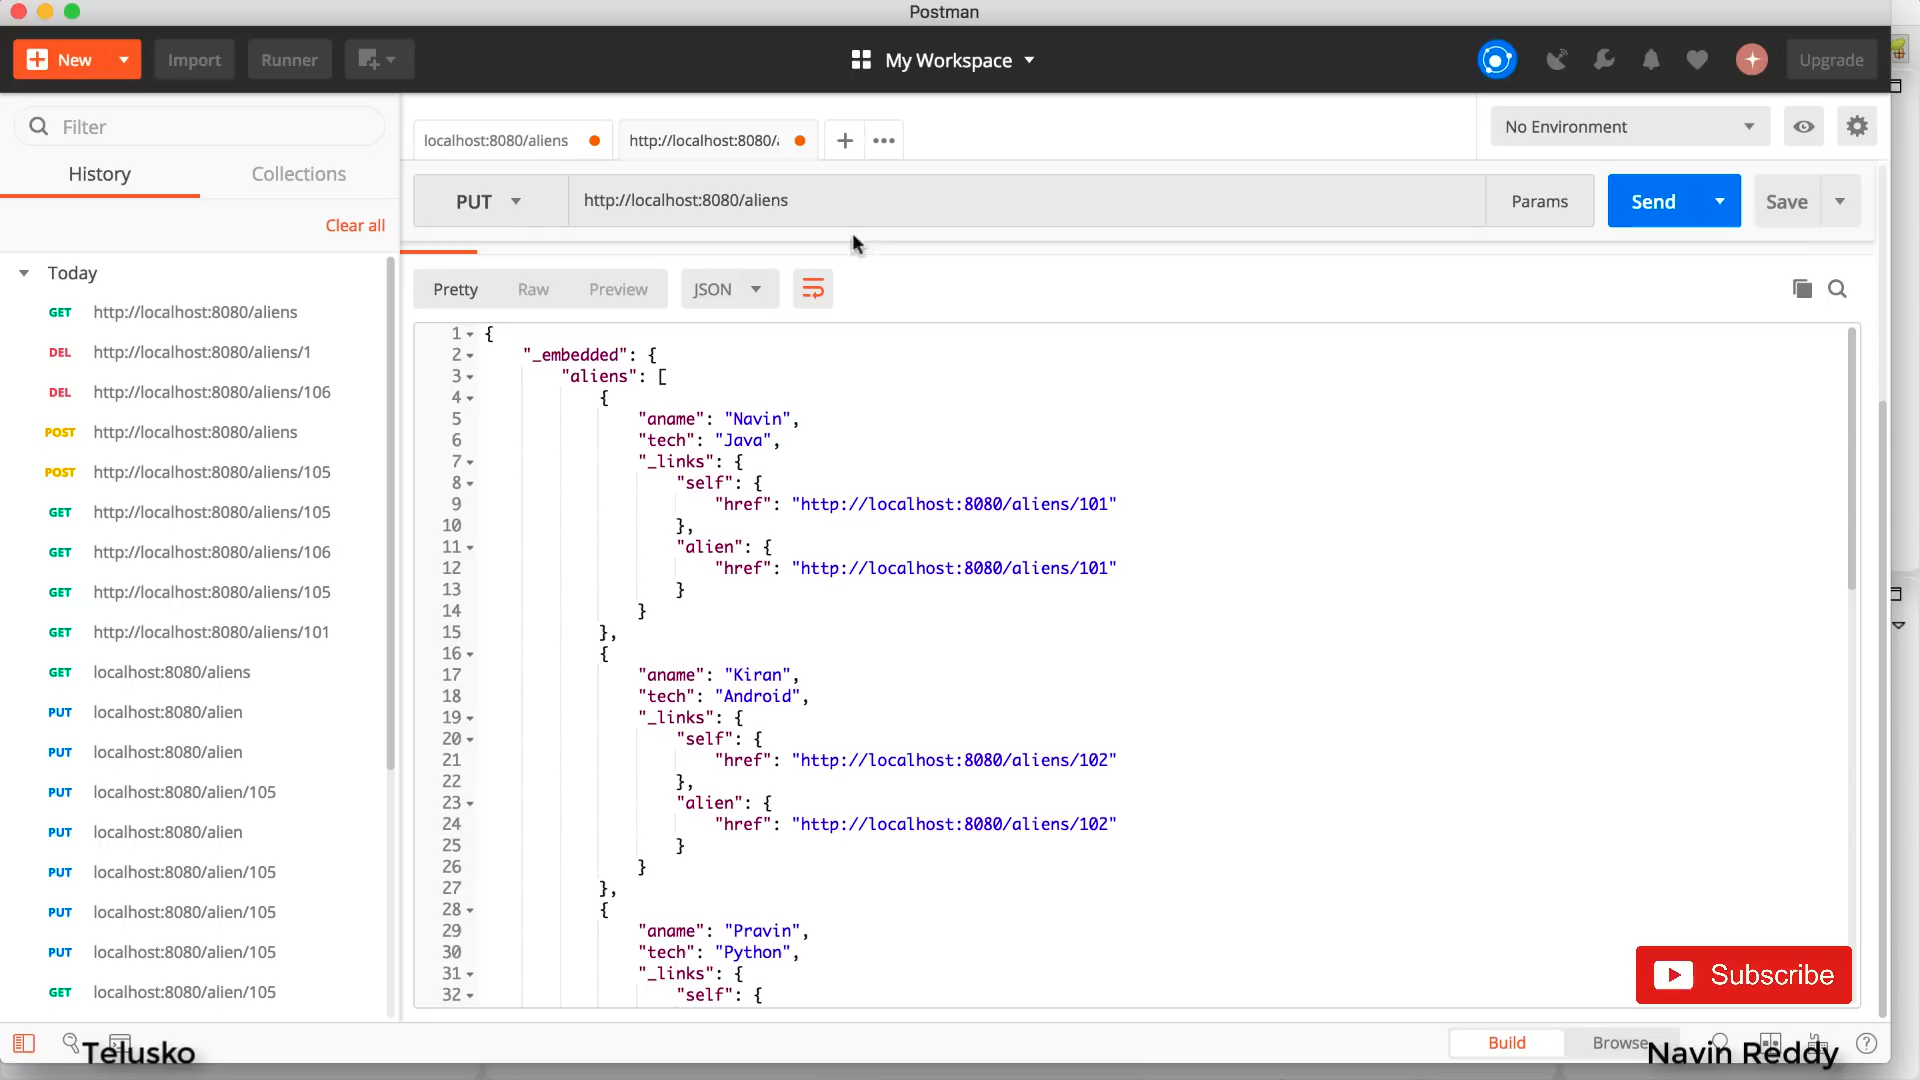 Postman
New
Import
Runner
My Workspace
Upgrade
Filter
History
Collections
Clear all
Today
GET http://localhost:8080/aliens
DEL http://localhost:8080/aliens/1
DEL http://localhost:8080/aliens/106
POST http://localhost:8080/aliens
POST http://localhost:8080/aliens/105
GET http://localhost:8080/aliens/105
GET http://localhost:8080/aliens/106
GET http://localhost:8080/aliens/105
GET http://localhost:8080/aliens/101
GET localhost:8080/aliens
PUT localhost:8080/alien
PUT localhost:8080/alien
PUT localhost:8080/alien/105
PUT localhost:8080/alien
PUT localhost:8080/alien/105
PUT localhost:8080/alien/105
PUT localhost:8080/alien/105
GET localhost:8080/alien/105
localhost:8080/aliens
http://localhost:8080/
No Environment
PUT
http://localhost:8080/aliens
Params
Send
Save
Pretty
Raw
Preview
JSON
1 {
2 "_embedded": {
3 "aliens": [
4 {
5 "aname": "Navin",
6 "tech": "Java",
7 "_links": {
8 "self": {
9 "href": "http://localhost:8080/aliens/101"
10 },
11 "alien": {
12 "href": "http://localhost:8080/aliens/101"
13 }
14 }
15 },
16 {
17 "aname": "Kiran",
18 "tech": "Android",
19 "_links": {
20 "self": {
21 "href": "http://localhost:8080/aliens/102"
22 },
23 "alien": {
24 "href": "http://localhost:8080/aliens/102"
25 }
26 }
27 },
28 {
29 "aname": "Pravin",
30 "tech": "Python",
31 "_links": {
32 "self": {
Subscribe
Build
Browse
Telusko
Navin Reddy